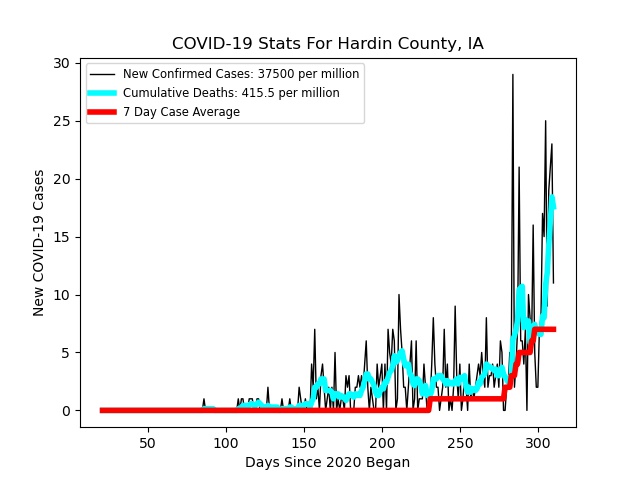 COVID-19 Stats For Hardin County, IA
New Confirmed Cases: 37500 per million
Cumulative Deaths: 415.5 per million
7 Day Case Average
New COVID-19 Cases
30
25
20
15
10
5
0
50 100 150 200 250 300
Days Since 2020 Began